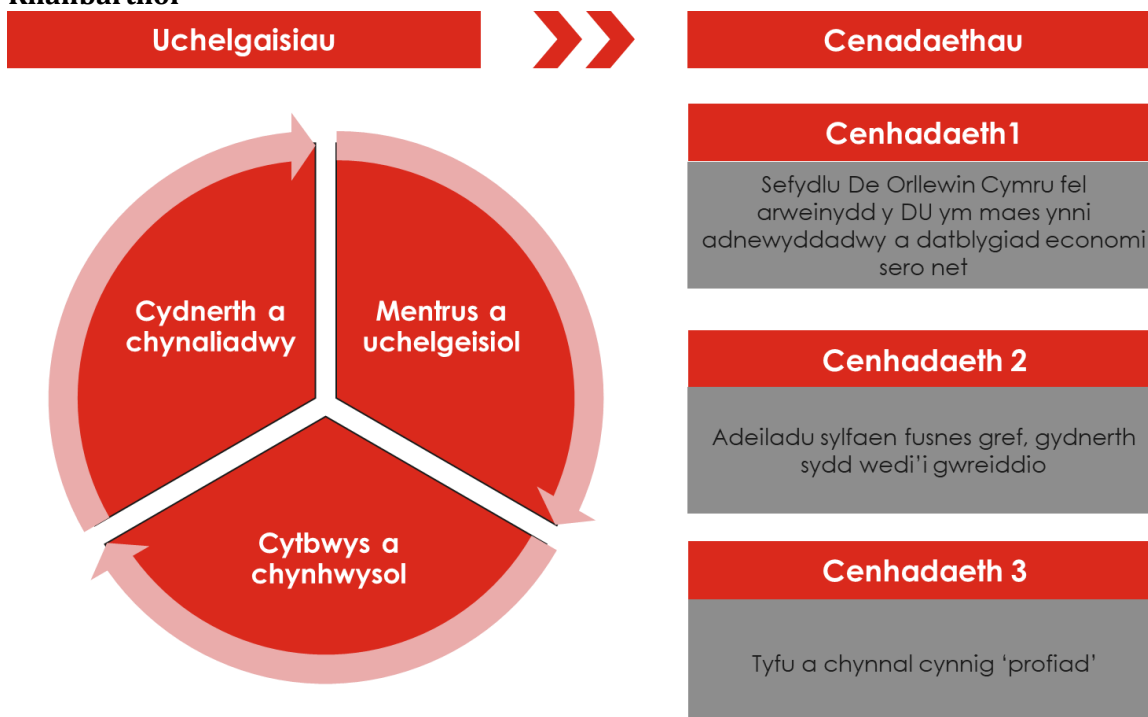 Rhanbarthol
Uchelgaisiau
Cenadaethau
Cydnerth a
chynaliadwy
Mentrus a
uchelgeisiol
Cytbwys a
chynhwysol
Cenhadaeth1
Sefydlu De Orllewin Cymru fel
arweinydd y DU ym maes ynni
adnewyddadwy a datblygiad economi
sero net
Cenhadaeth 2
Adeiladu sylfaen fusnes gref, gydnerth
sydd wedi’i gwreiddio
Cenhadaeth 3
Tyfu a chynnal cynnig ‘profiad’